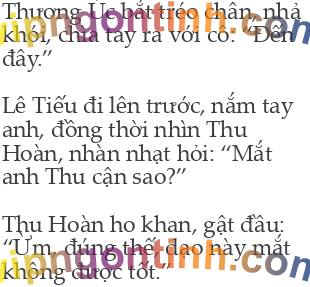 Thượng Úc bắt tréo chân, nhả
khói, chìa tay ra với cô: “Đến
đây.”
Lê Tiếu đi lên trước, nắm tay
anh, đồng thời nhìn Thu
Hoàn, nhàn nhạt hỏi: “Mắt
anh Thu cận sao?”
Thu Hoàn ho khan, gật đầu:
“Ừm, đúng thế, dạo này mắt
không được tốt.”